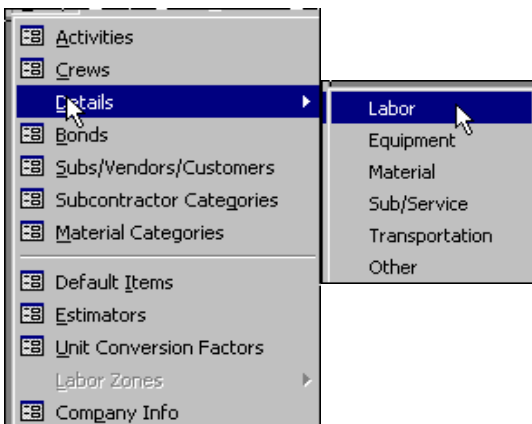 Activities
Crews
Details
Bonds
Subs/Vendors/Customers
Subcontractor Categories
Material Categories
Default Items
Estimators
Unit Conversion Factors
Labor Zones
Company Info
Labor
Equipment
Material
Sub/Service
Transportation
Other